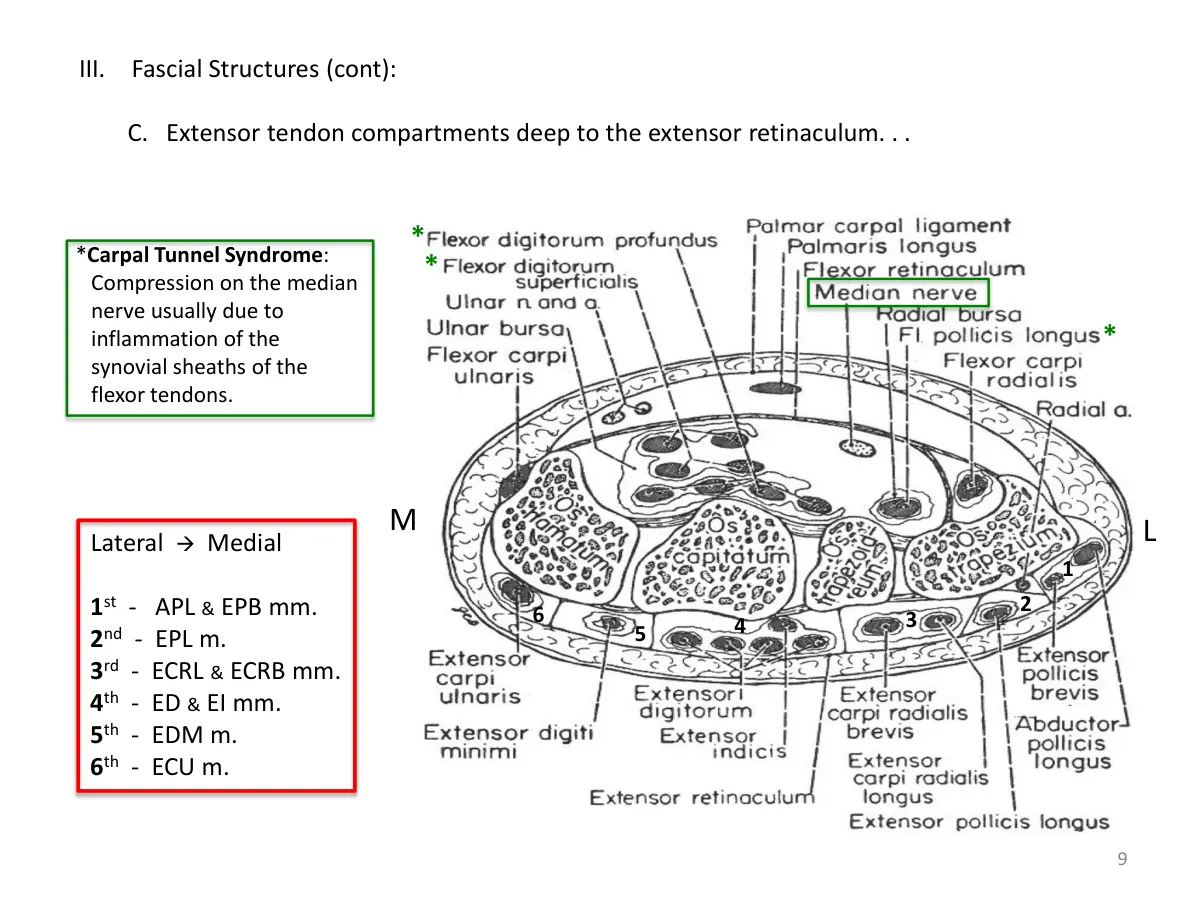 III. Fascial Structures (cont):
C. Extensor tendon compartments deep to the extensor retinaculum. . .
*Carpal Tunnel Syndrome:
Compression on the median
nerve usually due to
inflammation of the
synovial sheaths of the
flexor tendons.
Lateral → Medial
1st - APL & EPB mm.
2nd - EPL m.
3rd - ECRL & ECRB mm.
4th - ED & EI mm.
5th - EDM m.
6th - ECU m.
*Flexor digitorum profundus
*Flexor digitorum
superficialis
Ulnar n. and a.
Ulnar bursa
Flexor carpi
ulnaris
Palmar carpal ligament
Palmaris longus
Flexor retinaculum
Median nerve
Radial bursa
Fl. pollicis longus*
Flexor carpi
radialis
Radial a.
M
L
Os
hamatum
Os
capitatum
Os
trapezoid
eum
Os
trapezium
1
2
3
4
5
6
Extensor
carpi
ulnaris
Extensor digiti
minimi
Extensori
digitorum
Extensor
indicis
Extensor retinaculum
Extensor
carpi radialis
brevis
Extensor
carpi radialis
longus
Extensor pollicis longus
Extensor
pollicis
brevis
Abductor
pollicis
longus
9